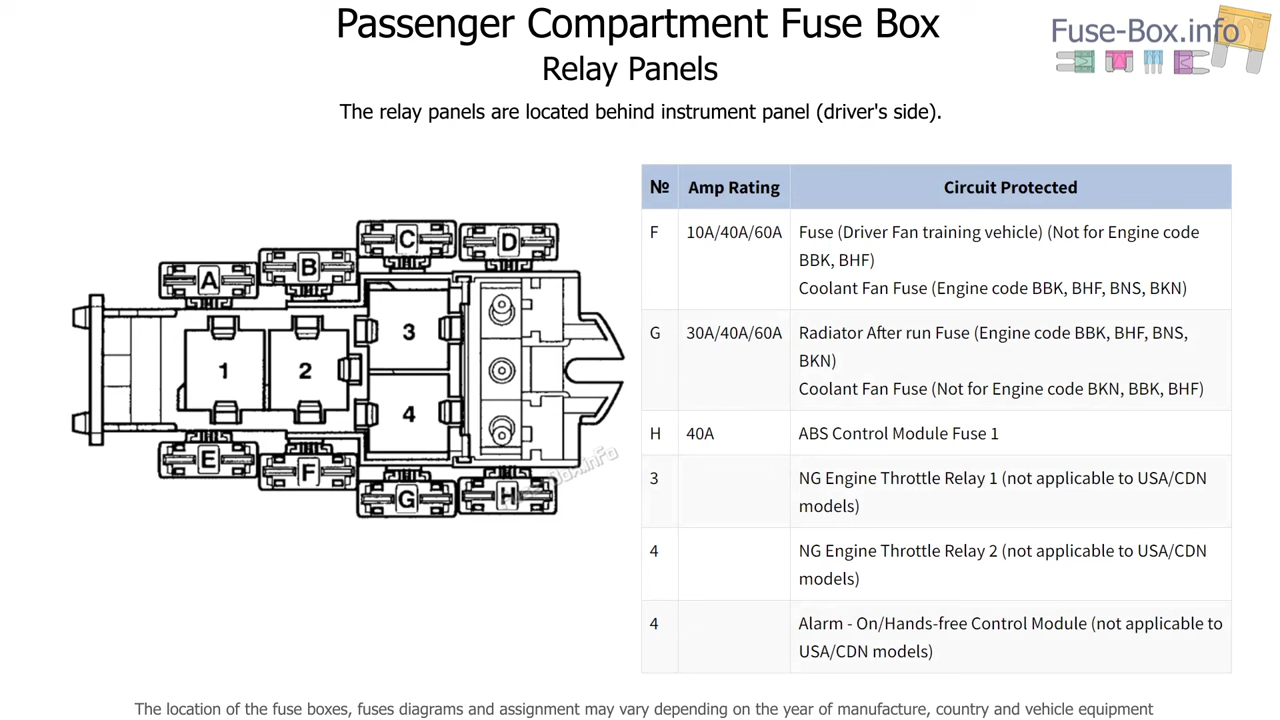 Passenger Compartment Fuse Box
Relay Panels
Fuse-Box.info
The relay panels are located behind instrument panel (driver's side).
A
B
C
D
1
2
3
4
E
F
G
H
№ Amp Rating Circuit Protected
F 10A/40A/60A Fuse (Driver Fan training vehicle) (Not for Engine code
BBK, BHF)
Coolant Fan Fuse (Engine code BBK, BHF, BNS, BKN)
G 30A/40A/60A Radiator After run Fuse (Engine code BBK, BHF, BNS,
BKN)
Coolant Fan Fuse (Not for Engine code BKN, BBK, BHF)
H 40A ABS Control Module Fuse 1
3 NG Engine Throttle Relay 1 (not applicable to USA/CDN
models)
4 NG Engine Throttle Relay 2 (not applicable to USA/CDN
models)
4 Alarm - On/Hands-free Control Module (not applicable to
USA/CDN models)
The location of the fuse boxes, fuses diagrams and assignment may vary depending on the year of manufacture, country and vehicle equipment